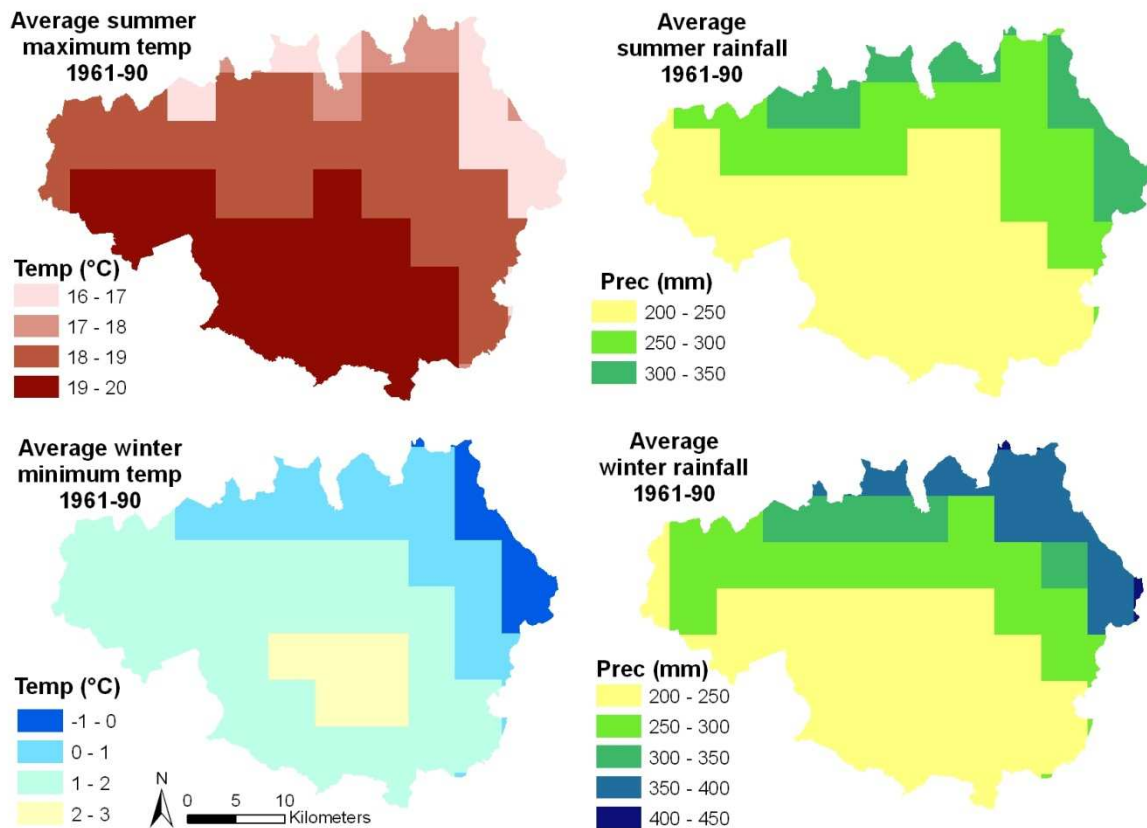 Average summer
maximum temp
1961-90
Temp (°C)
16 - 17
17 - 18
18 - 19
19 - 20
Average
summer rainfall
1961-90
Prec (mm)
200 - 250
250 - 300
300 - 350
Average winter
minimum temp
1961-90
Temp (°C)
-1 - 0
0 - 1
1 - 2
2 - 3
N
0 5 10
Kilometers
Average
winter rainfall
1961-90
Prec (mm)
200 - 250
250 - 300
300 - 350
350 - 400
400 - 450